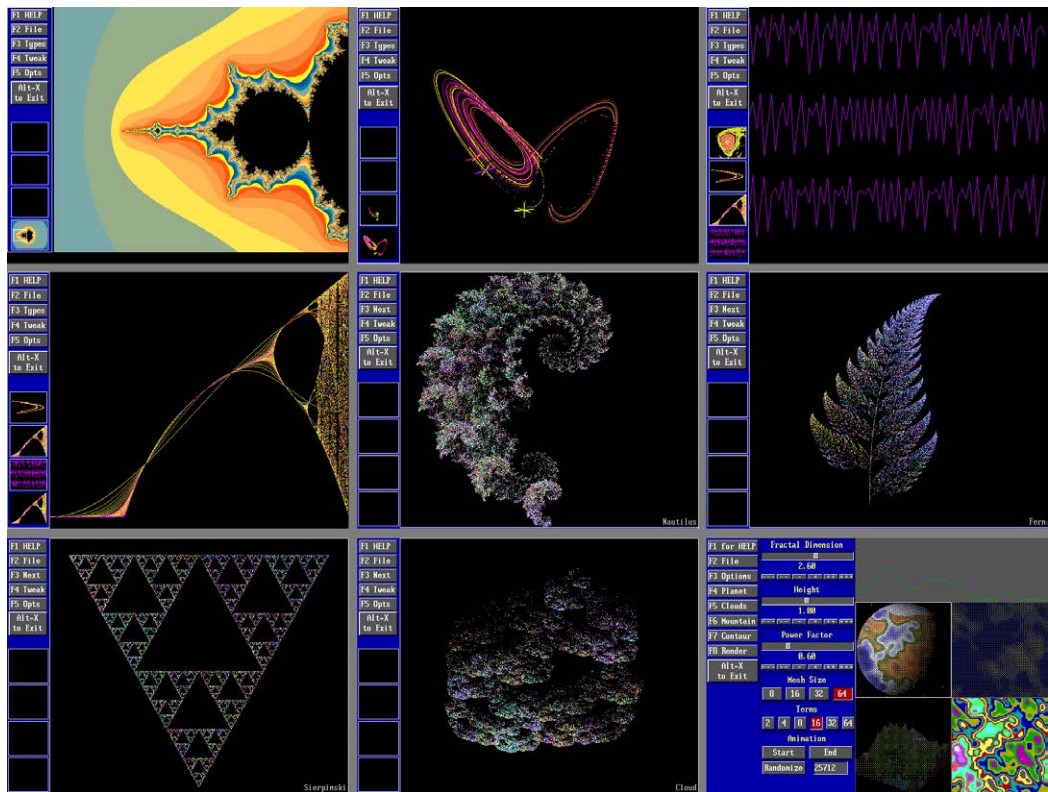 F1 HELP
F2 File
F3 Types
F4 Tweak
F5 Opts
Alt-X
to Exit
F1 HELP
F2 File
F3 Types
F4 Tweak
F5 Opts
Alt-X
to Exit
F1 HELP
F2 File
F3 Types
F4 Tweak
F5 Opts
Alt-X
to Exit
F1 HELP
F2 File
F3 Types
F4 Tweak
F5 Opts
Alt-X
to Exit
F1 HELP
F2 File
F3 Next
F4 Tweak
F5 Opts
Alt-X
to Exit
Nautilus
F1 HELP
F2 File
F3 Next
F4 Tweak
F5 Opts
Alt-X
to Exit
Fern
F1 HELP
F2 File
F3 Next
F4 Tweak
F5 Opts
Alt-X
to Exit
Sierpinski
F1 HELP
F2 File
F3 Next
F4 Tweak
F5 Opts
Alt-X
to Exit
Cloud
F1 for HELP
F2 File
F3 Options
F4 Planet
F5 Clouds
F6 Mountain
F7 Contour
F8 Render
Alt-X
to Exit
Fractal Dimension
2.60
Height
1.00
Power Factor
0.60
Mesh Size
8 16 32 64
Terms
2 4 8 16 32 64
Animation
Start End
Randomize 25712